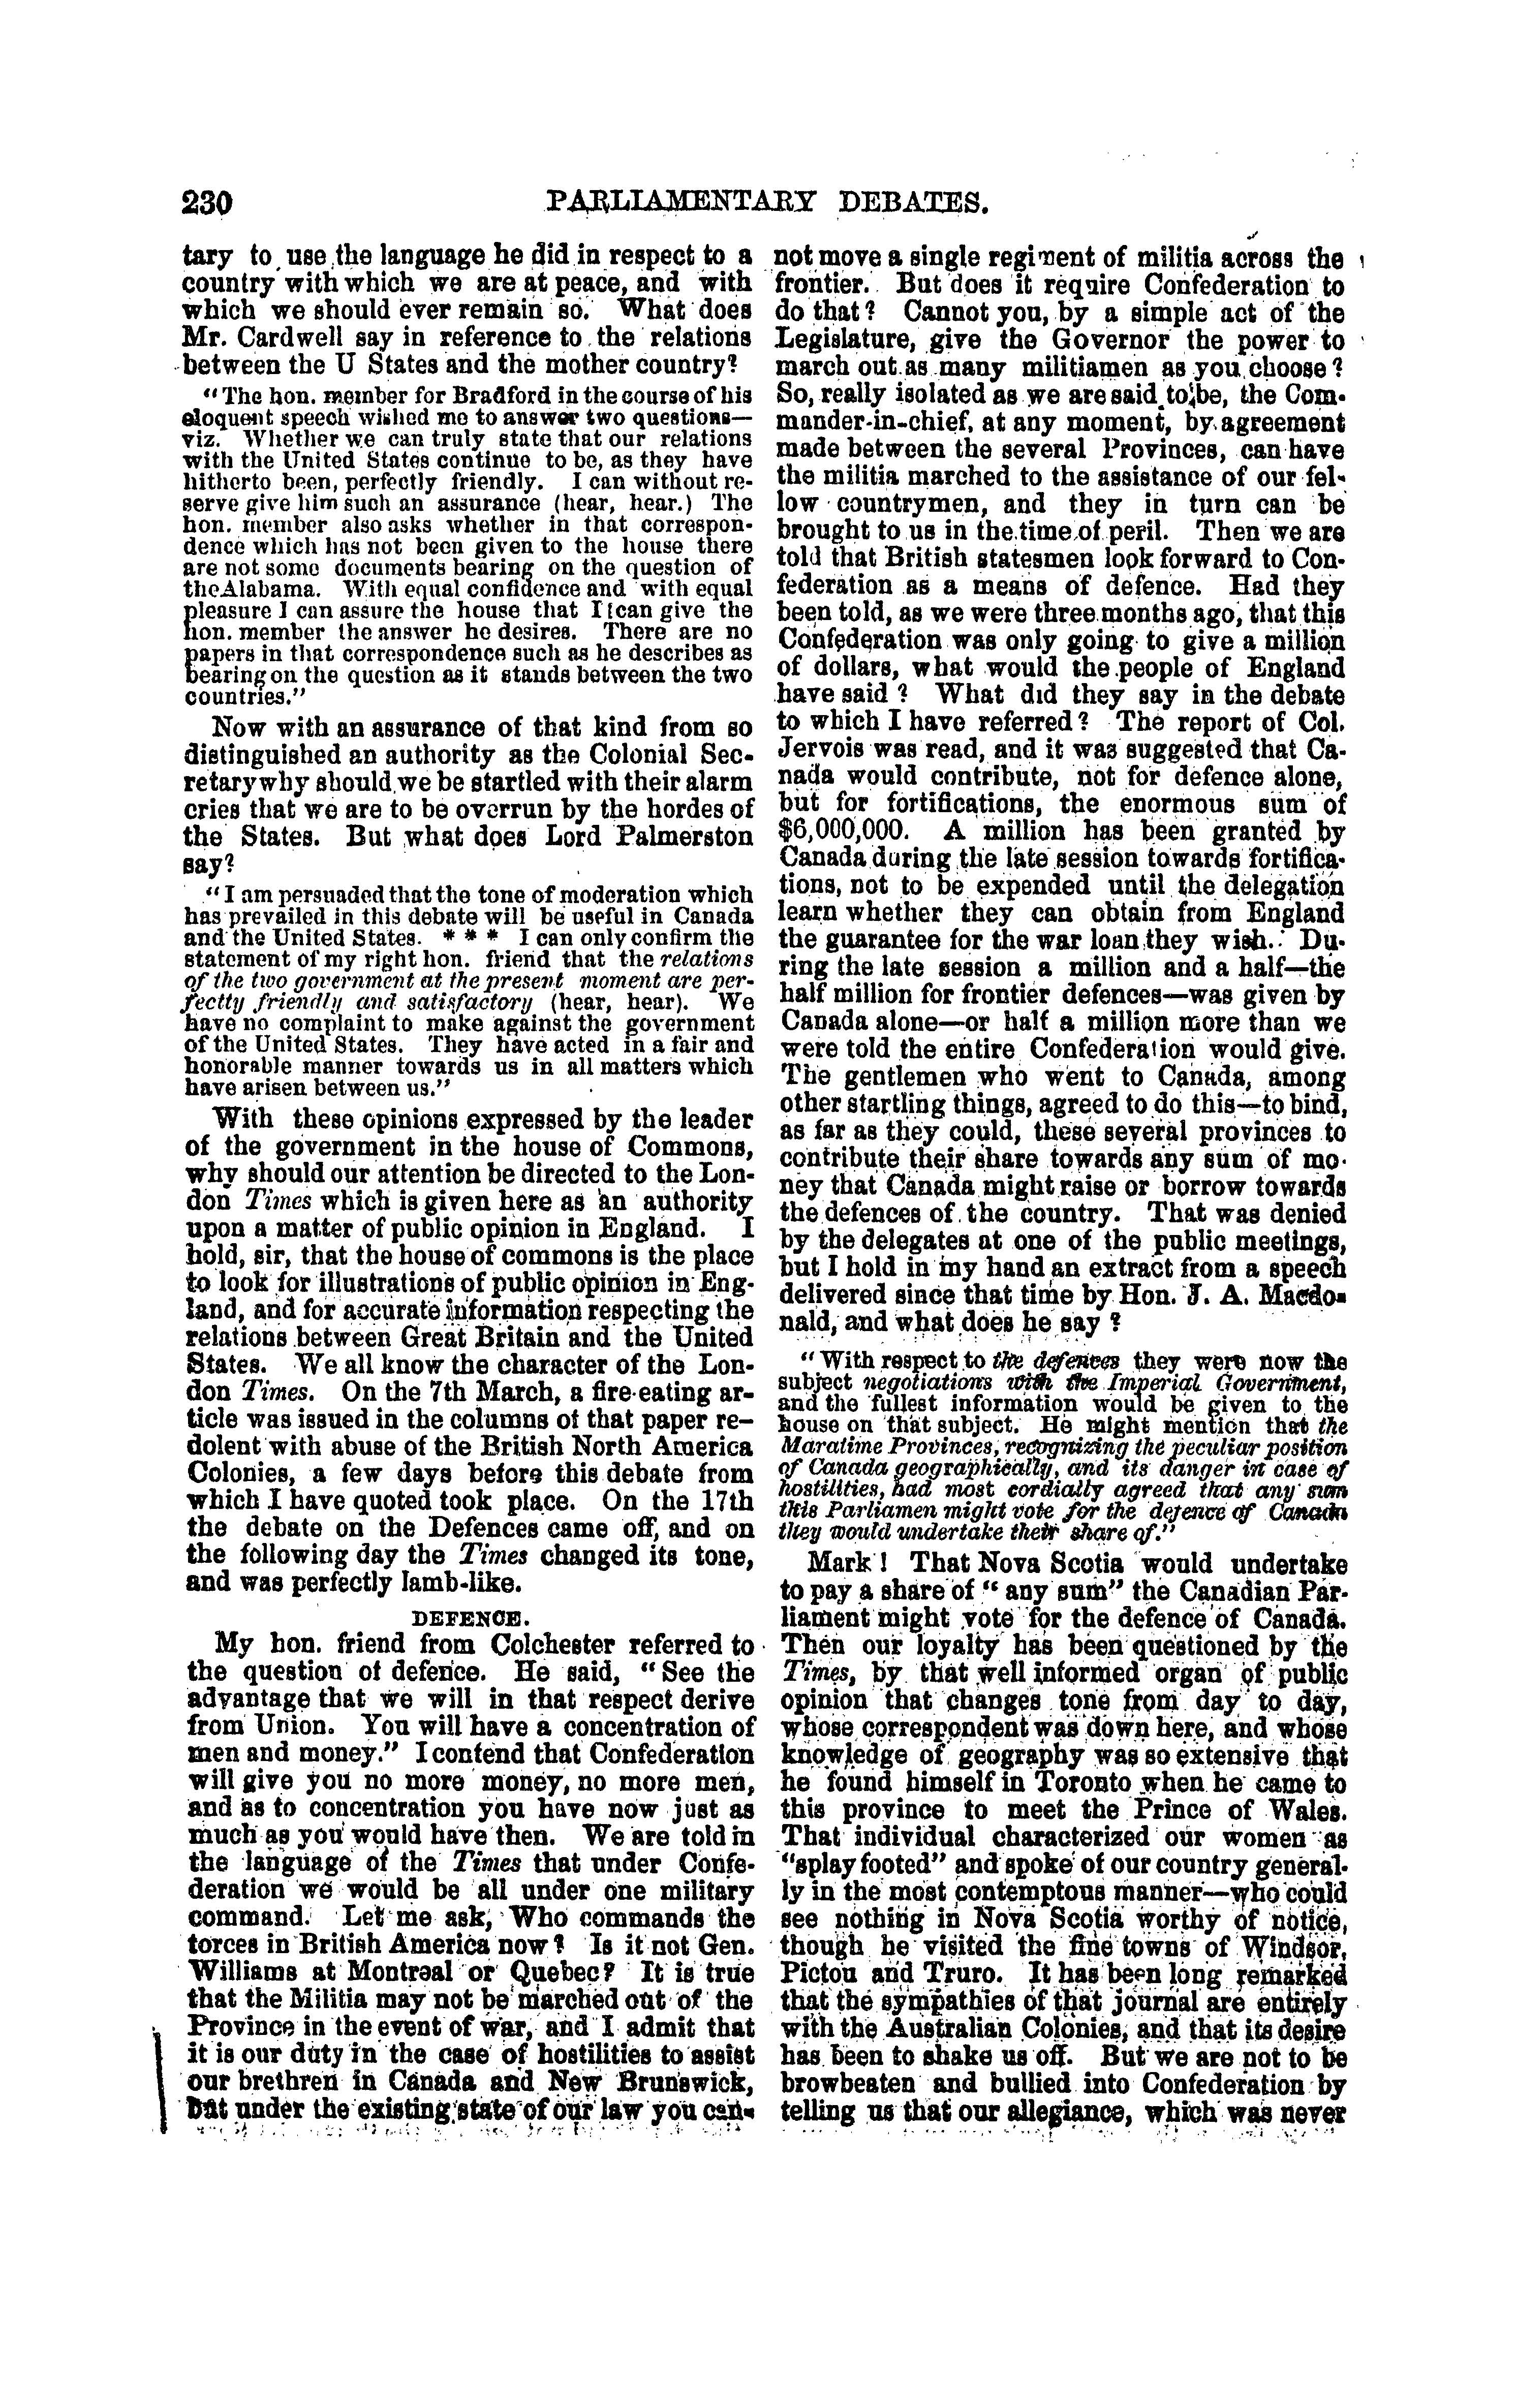 230
PARLIAMENTARY DEBATES.
tary to use the language he did in respect to a
country with which we are at peace, and with
which we should ever remain so. What does
Mr. Cardwell say in reference to the relations
between the U States and the mother country?
"The hon. member for Bradford in the course of his
eloquent speech wished me to answer two questions—
viz. Whether we can truly state that our relations
with the United States continue to be, as they have
hitherto been, perfectly friendly. I can without re-
serve give him such an assurance (hear, hear.) The
hon. member also asks whether in that correspon-
dence which has not been given to the house there
are not some documents bearing on the question of
the Alabama. With equal confidence and with equal
pleasure I can assure the house that I can give the
hon. member the answer he desires. There are no
papers in that correspondence such as he describes as
bearing on the question as it stands between the two
countries."
Now with an assurance of that kind from so
distinguished an authority as the Colonial Sec-
retary why should we be startled with their alarm
cries that we are to be overrun by the hordes of
the States. But what does Lord Palmerston
say?
"I am persuaded that the tone of moderation which
has prevailed in this debate will be useful in Canada
and the United States. * * * I can only confirm the
statement of my right hon. friend that the relations
of the two government at the present moment are per-
fectty friendly and satisfactory (hear, hear). We
have no complaint to make against the government
of the United States. They have acted in a fair and
honorable manner towards us in all matters which
have arisen between us."
With these opinions expressed by the leader
of the government in the house of Commons,
why should our attention be directed to the Lon-
don Times which is given here as an authority
upon a matter of public opinion in England. I
hold, sir, that the house of commons is the place
to look for illustrations of public opinion in Eng-
land, and for accurate information respecting the
relations between Great Britain and the United
States. We all know the character of the Lon-
don Times. On the 7th March, a fire-eating ar-
ticle was issued in the columns of that paper re-
dolent with abuse of the British North America
Colonies, a few days before this debate from
which I have quoted took place. On the 17th
the debate on the Defences came off, and on
the following day the Times changed its tone,
and was perfectly lamb-like.
DEFENCE.
My hon. friend from Colchester referred to
the question of defence. He said, "See the
advantage that we will in that respect derive
from Union. You will have a concentration of
men and money." I contend that Confederation
will give you no more money, no more men,
and as to concentration you have now just as
much as you would have then. We are told in
the language of the Times that under Confe-
deration we would be all under one military
command. Let me ask, Who commands the
forces in British America now? Is it not Gen.
Williams at Montreal or Quebec? It is true
that the Militia may not be marched out of the
Province in the event of war, and I admit that
it is our duty in the case of hostilities to assist
our brethren in Canada and New Brunswick,
but under the existing state of our law you can-
not move a single regiment of militia across the
frontier. But does it require Confederation to
do that? Cannot you, by a simple act of the
Legislature, give the Governor the power to
march out as many militiamen as you choose?
So, really isolated as we are said to be, the Com-
mander-in-chief, at any moment, by agreement
made between the several Provinces, can have
the militia marched to the assistance of our fel-
low countrymen, and they in turn can be
brought to us in the time of peril. Then we are
told that British statesmen look forward to Con-
federation as a means of defence. Had they
been told, as we were three months ago, that this
Confederation was only going to give a million
of dollars, what would the people of England
have said? What did they say in the debate
to which I have referred? The report of Col.
Jervois was read, and it was suggested that Ca-
nada would contribute, not for defence alone,
but for fortifications, the enormous sum of
$6,000,000. A million has been granted by
Canada during the late session towards fortifica-
tions, not to be expended until the delegation
learn whether they can obtain from England
the guarantee for the war loan they wish. Du-
ring the late session a million and a half—the
half million for frontier defences—was given by
Canada alone—or half a million more than we
were told the entire Confederation would give.
The gentlemen who went to Canada, among
other startling things, agreed to do this—to bind,
as far as they could, these several provinces to
contribute their share towards any sum of mo-
ney that Canada might raise or borrow towards
the defences of the country. That was denied
by the delegates at one of the public meetings,
but I hold in my hand an extract from a speech
delivered since that time by Hon. J. A. Macdo-
nald, and what does he say?
"With respect to the defences they were now the
subject negotiations with the Imperial Government,
and the fullest information would be given to the
house on that subject. He might mention that the
Maratime Provinces, recognizing the peculiar position
of Canada geographically, and its danger in case of
hostilities, had most cordially agreed that any sum
this Parliamen might vote for the defence of Canada
they would undertake their share of."
Mark! That Nova Scotia would undertake
to pay a share of "any sum" the Canadian Par-
liament might vote for the defence of Canada.
Then our loyalty has been questioned by the
Times, by that well informed organ of public
opinion that changes tone from day to day,
whose correspondent was down here, and whose
knowledge of geography was so extensive that
he found himself in Toronto when he came to
this province to meet the Prince of Wales.
That individual characterized our women as
"splay footed" and spoke of our country general-
ly in the most contemptous manner—who could
see nothing in Nova Scotia worthy of notice,
though he visited the fine towns of Windsor,
Pictou and Truro. It has been long remarked
that the sympathies of that journal are entirely
with the Australian Colonies, and that its desire
has been to shake us off. But we are not to be
browbeaten and bullied into Confederation by
telling us that our allegiance, which was never